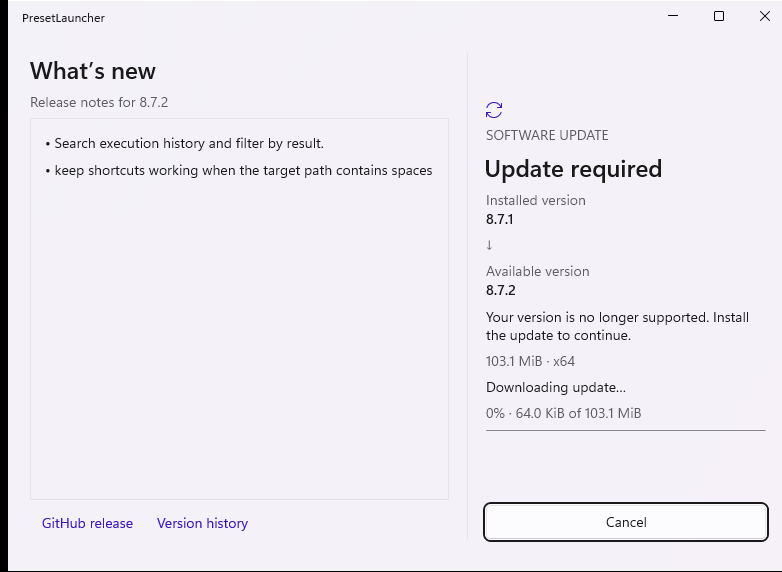 PresetLauncher
What’s new
Release notes for 8.7.2
• Search execution history and filter by result.
• keep shortcuts working when the target path contains spaces
GitHub release
Version history
SOFTWARE UPDATE
Update required
Installed version
8.7.1
↓
Available version
8.7.2
Your version is no longer supported. Install
the update to continue.
103.1 MiB · x64
Downloading update...
0% · 64.0 KiB of 103.1 MiB
Cancel